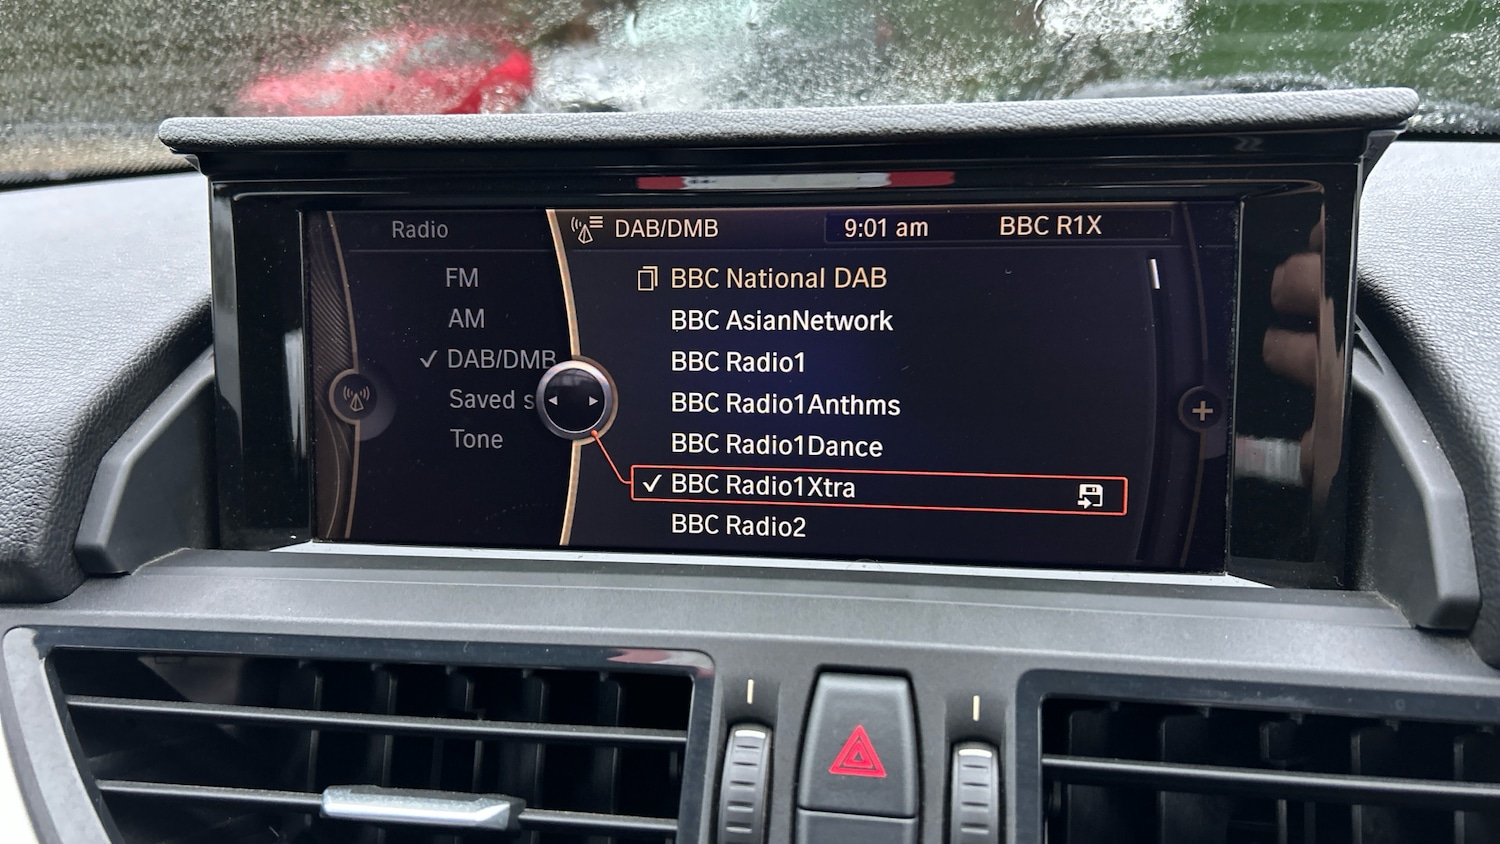 Radio
FM
AM
DAB/DMB
Saved s
Tone
DAB/DMB 9:01 am BBC R1X
BBC National DAB
BBC AsianNetwork
BBC Radio1
BBC Radio1Anthms
BBC Radio1Dance
BBC Radio1Xtra
BBC Radio2